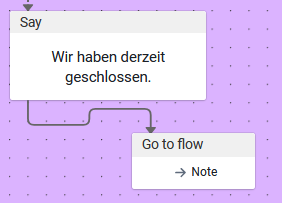 Say
Wir haben derzeit
geschlossen.
Go to flow
→ Note